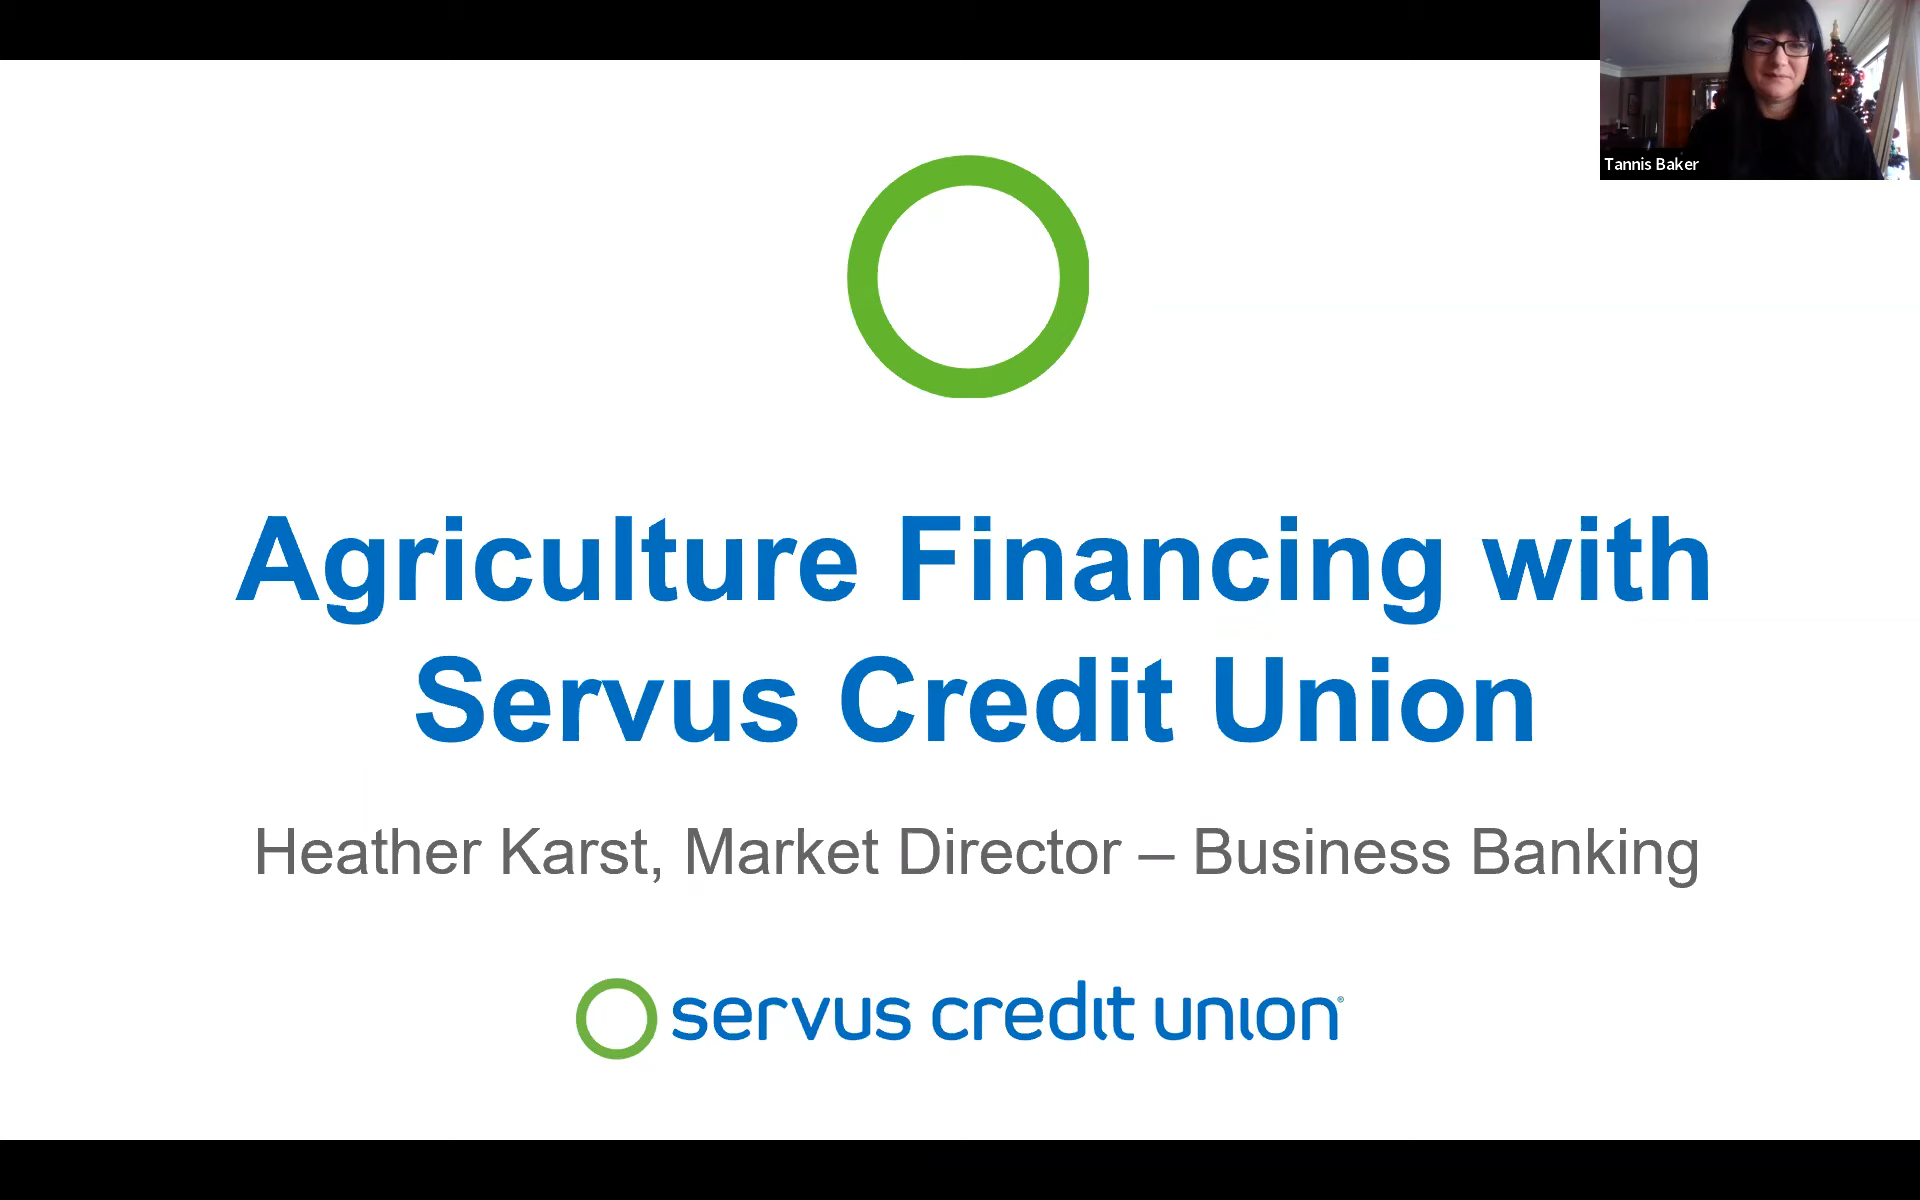 Tannis Baker
Agriculture Financing with
Servus Credit Union
Heather Karst, Market Director – Business Banking
servus credit union®